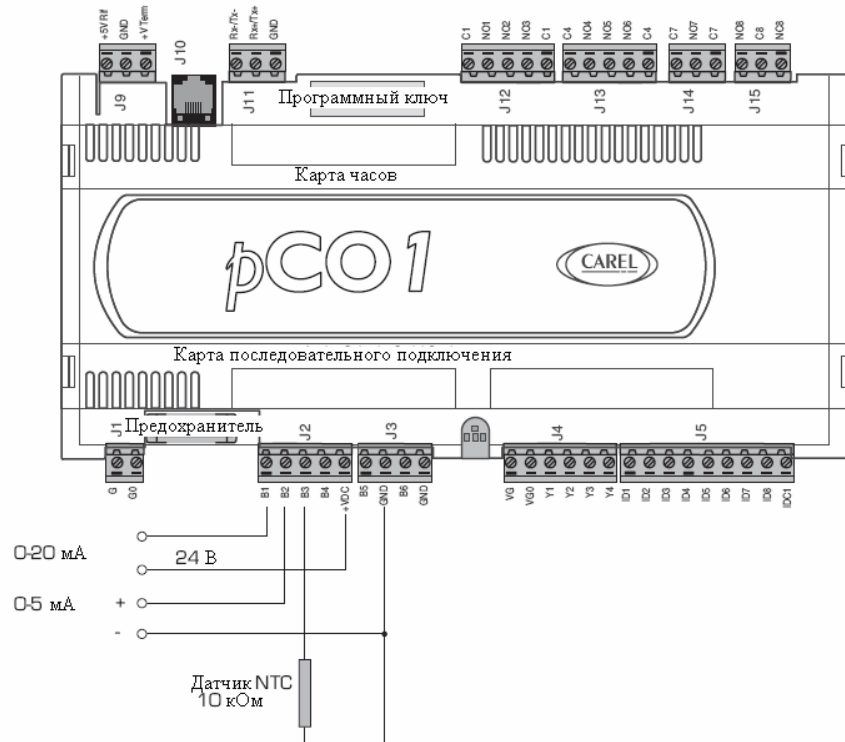 +5VRif GND +VTerm
J10
Rx-/Tx- Rx+/Tx+ GND
C1 NO1 NO2 NO3 C1
C4 NO4 NO5 NO6 C4
C7 NO7 C7
NO8 C8 NC8
J9
J11
Программный ключ
J12
J13
J14
J15
Карта часов
pCO1
CAREL
Карта последовательного подключения
J1
Предохранитель
J2
J3
J4
J5
G G0
B1 B2 B3 B4 +VDC
B5 GND B6 GND
VG VG0 Y1 Y2 Y3 Y4
ID1 ID2 ID3 ID4 ID5 ID6 ID7 ID8 IDC1
0-20 мА
24 В
0-5 мА
+
-
Датчик NTC
10 кОм